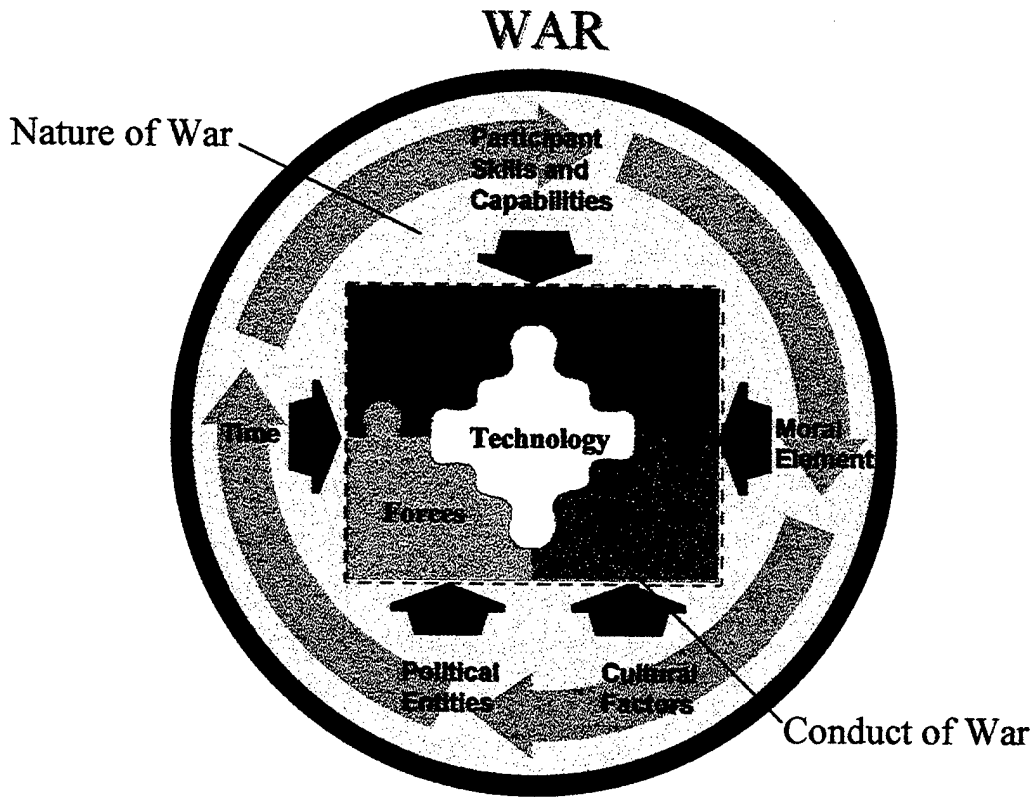 WAR
Nature of War
Participant
Skills and
Capabilities
Time
Technology
Moral
Element
Forces
Political
Entities
Cultural
Factors
Conduct of War